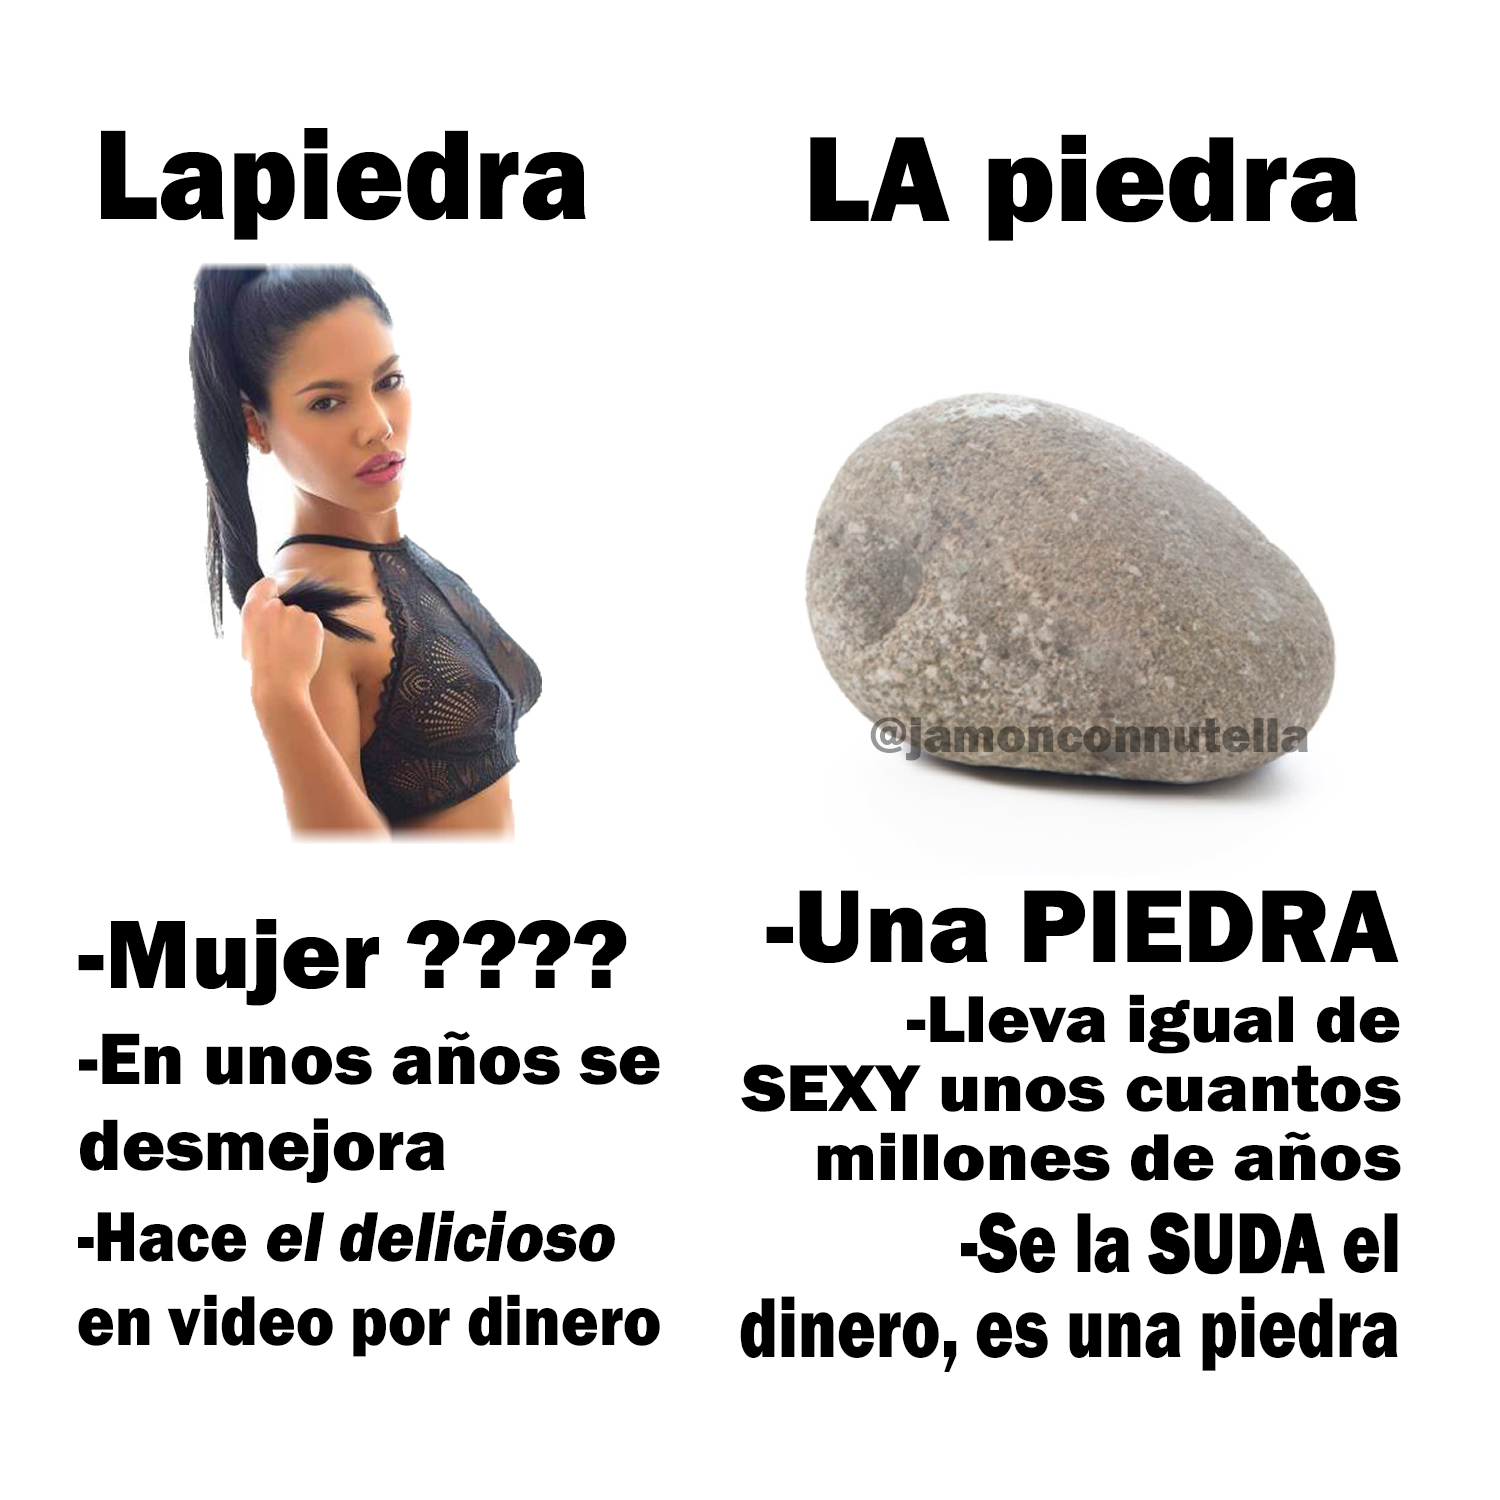 Lapiedra
LA piedra
@jamonconnutella
-Mujer ????
-En unos años se
desmejora
-Hace el delicioso
en video por dinero
-Una PIEDRA
-Lleva igual de
SEXY unos cuantos
millones de años
-Se la SUDA el
dinero, es una piedra